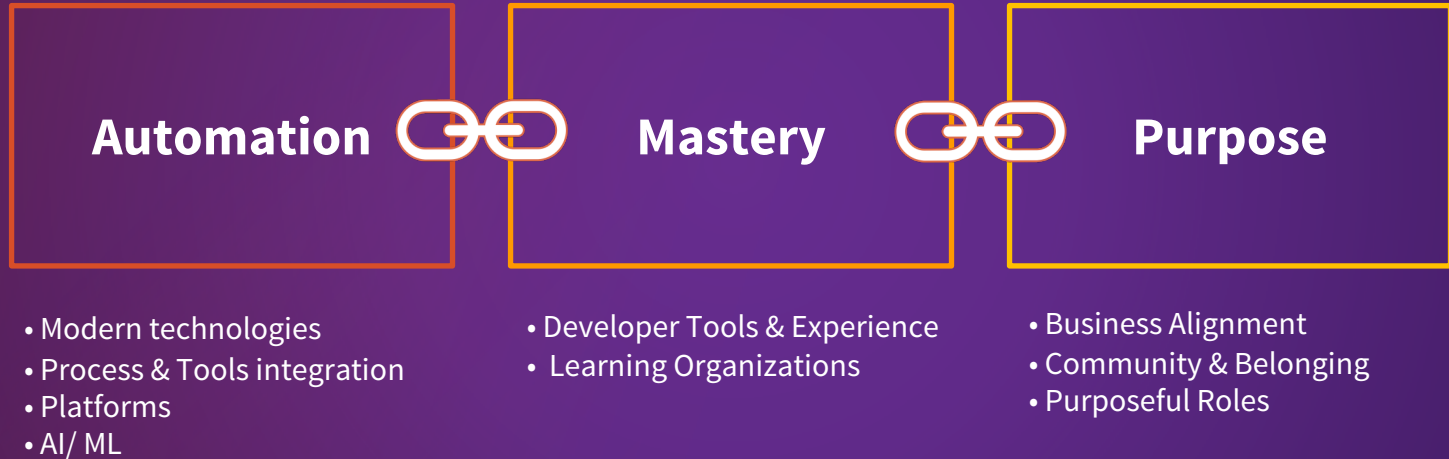 Automation
Mastery
Purpose
• Modern technologies
• Process & Tools integration
• Platforms
• AI/ ML
• Developer Tools & Experience
• Learning Organizations
• Business Alignment
• Community & Belonging
• Purposeful Roles